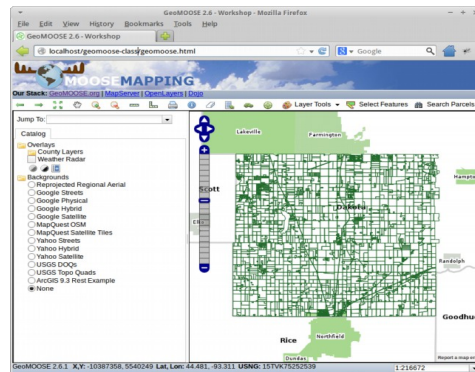 GeoMOOSE 2.6 - Workshop - Mozilla Firefox
File Edit View History Bookmarks Tools Help
GeoMOOSE 2.6 - Workshop
localhost/geomoose-class/geomoose.html
Google
MOOSEMAPPING
Our Stack: GeoMOOSE.org | MapServer | OpenLayers | Dojo
Layer Tools Select Features Search Parcels
Jump To:
Catalog
Overlays
County Layers
Weather Radar
Backgrounds
Reprojected Regional Aerial
Google Streets
Google Physical
Google Hybrid
Google Satellite
MapQuest OSM
MapQuest Satellite Tiles
Yahoo Streets
Yahoo Hybrid
Yahoo Satellite
USGS DOQs
USGS Topo Quads
ArcGIS 9.3 Rest Example
None
Lakeville
Farmington
Hampto
Scott
Dakota
Randolph
Goodhu
Rice
Northfield
Dundas
Report a map er
GeoMOOSE 2.6.1 X,Y: -10387358, 5540249 Lat, Lon: 44.481, -93.311 USNG: 15TVK75252539
1:216672